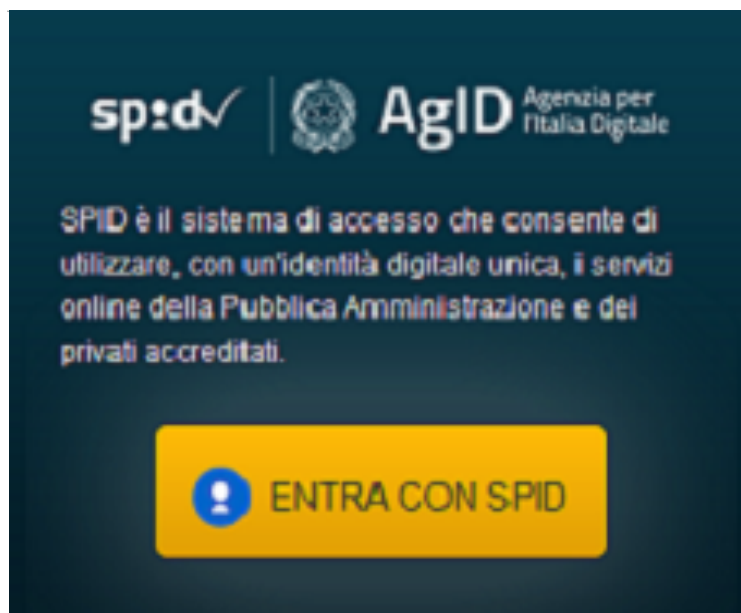 spid
AgID Agenzia per
l'Italia Digitale
SPID è il sistema di accesso che consente di
utilizzare, con un'identità digitale unica, i servizi
online della Pubblica Amministrazione e dei
privati accreditati.
ENTRA CON SPID